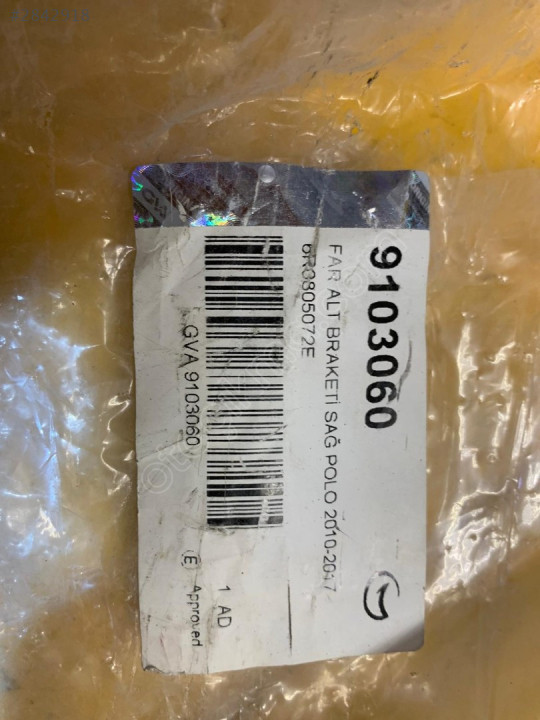 9103060
FAR ALT BRAKETİ SAĞ POLO 2010-2017
6R0805072E
GVA 9103060
1 AD
(E) Approved